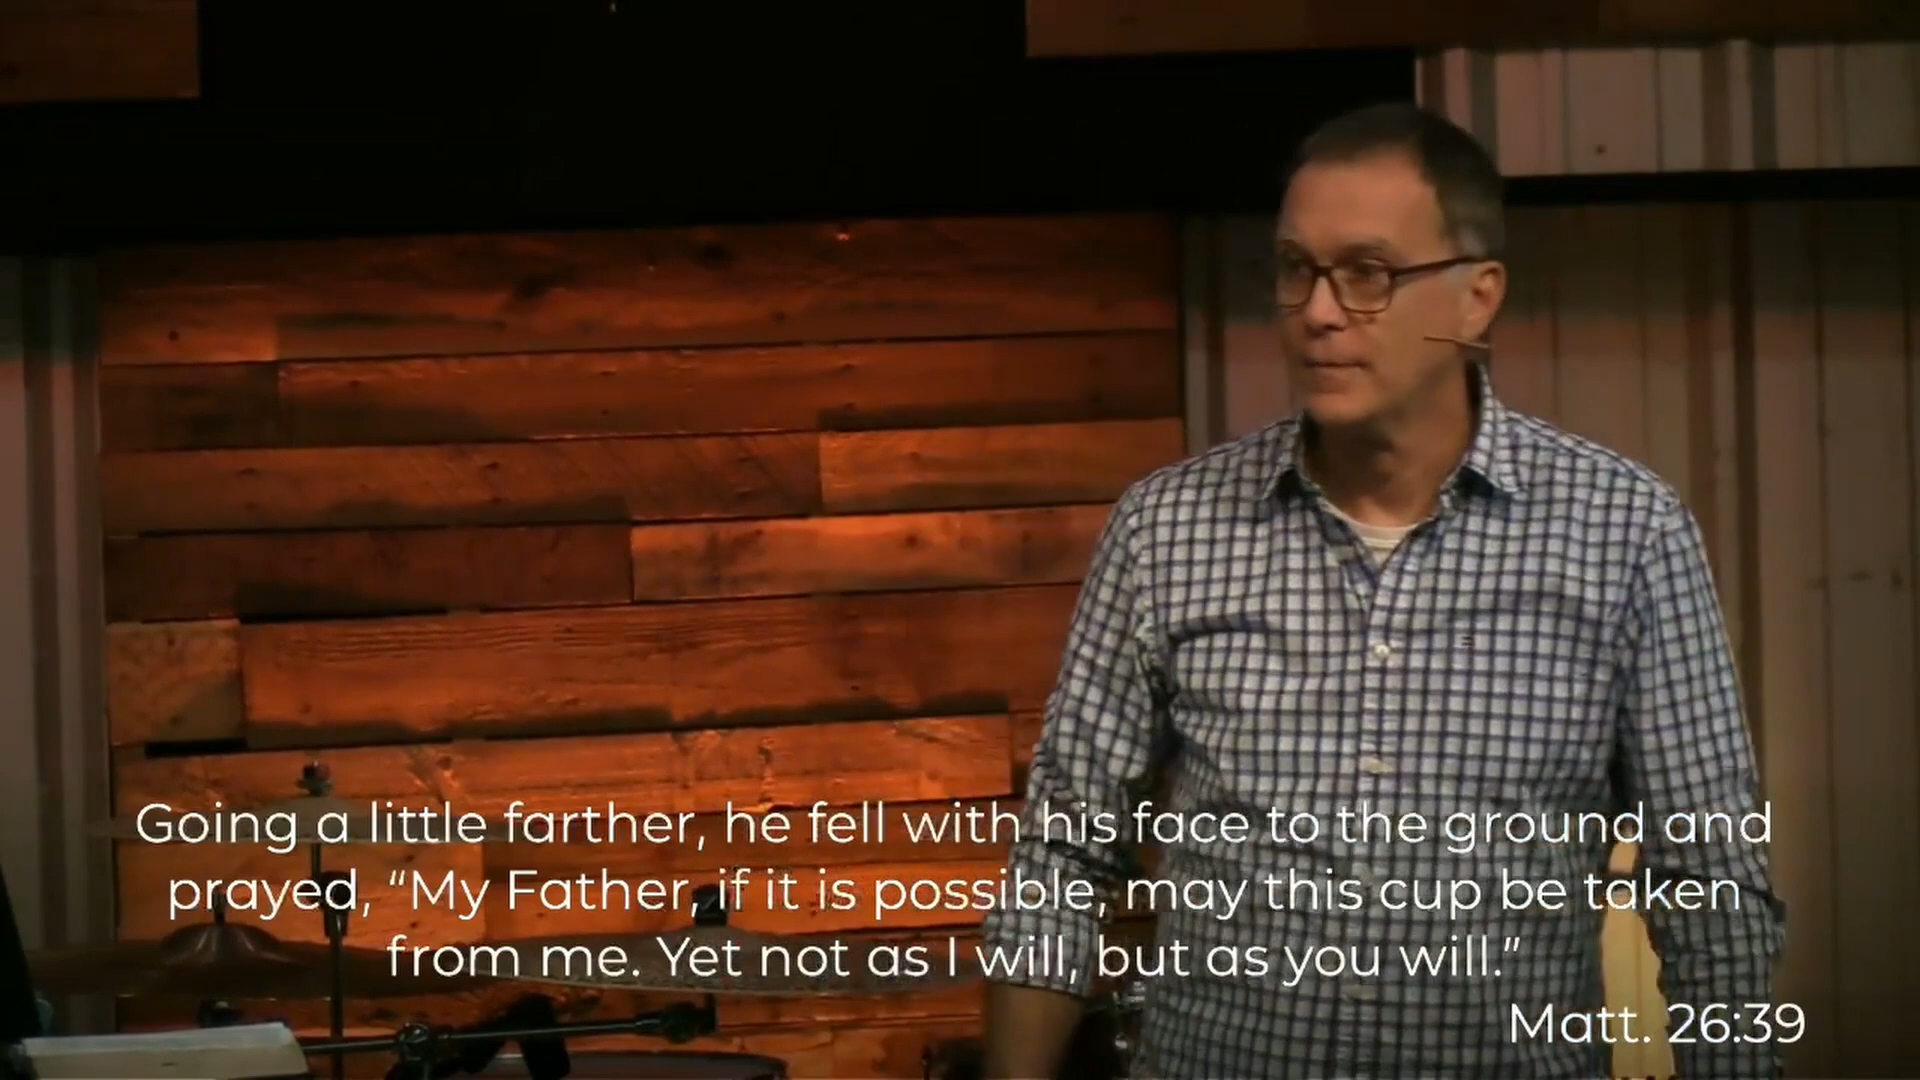 Going a little farther, he fell with his face to the ground and
prayed, “My Father, if it is possible, may this cup be taken
from me. Yet not as I will, but as you will.”
Matt. 26:39